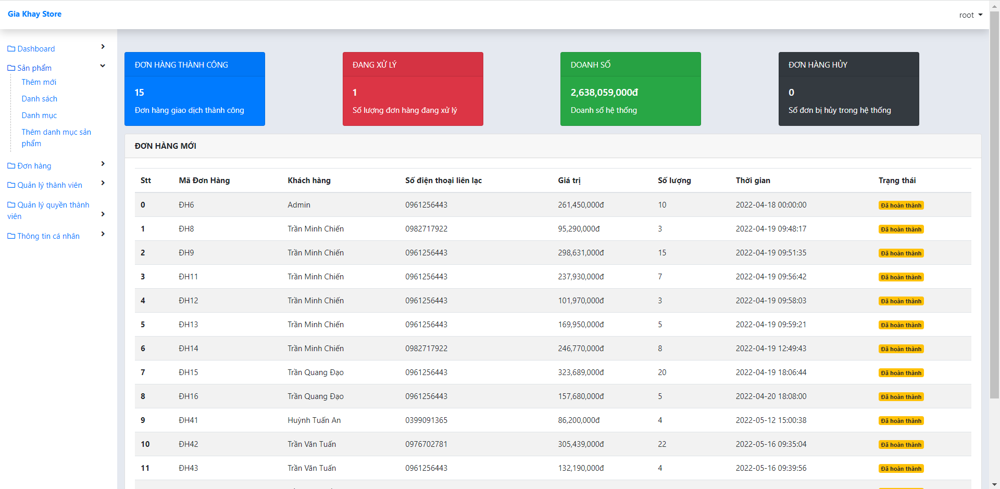 Gia Khay Store
root
Dashboard
Sản phẩm
Thêm mới
Danh sách
Danh mục
Thêm danh mục sản
phẩm
Đơn hàng
Quản lý thành viên
Quản lý quyền thành
viên
Thông tin cá nhân
ĐƠN HÀNG THÀNH CÔNG
15
Đơn hàng giao dịch thành công
ĐANG XỬ LÝ
1
Số lượng đơn hàng đang xử lý
DOANH SỐ
2,638,059,000đ
Doanh số hệ thống
ĐƠN HÀNG HỦY
0
Số đơn bị hủy trong hệ thống
ĐƠN HÀNG MỚI
Stt Mã Đơn Hàng Khách hàng Số điện thoại liên lạc Giá trị Số lượng Thời gian Trạng thái
0 ĐH6 Admin 0961256443 261,450,000đ 10 2022-04-18 00:00:00 Đã hoàn thành
1 ĐH8 Trần Minh Chiến 0982717922 95,290,000đ 3 2022-04-19 09:48:17 Đã hoàn thành
2 ĐH9 Trần Minh Chiến 0961256443 298,631,000đ 15 2022-04-19 09:51:35 Đã hoàn thành
3 ĐH11 Trần Minh Chiến 0961256443 237,930,000đ 7 2022-04-19 09:56:42 Đã hoàn thành
4 ĐH12 Trần Minh Chiến 0961256443 101,970,000đ 3 2022-04-19 09:58:03 Đã hoàn thành
5 ĐH13 Trần Minh Chiến 0961256443 169,950,000đ 5 2022-04-19 09:59:21 Đã hoàn thành
6 ĐH14 Trần Minh Chiến 0982717922 246,770,000đ 8 2022-04-19 12:49:43 Đã hoàn thành
7 ĐH15 Trần Quang Đạo 0961256443 323,689,000đ 20 2022-04-19 18:06:44 Đã hoàn thành
8 ĐH16 Trần Quang Đạo 0961256443 157,680,000đ 5 2022-04-20 18:08:00 Đã hoàn thành
9 ĐH41 Huỳnh Tuấn An 0399091365 86,200,000đ 4 2022-05-12 15:00:38 Đã hoàn thành
10 ĐH42 Trần Văn Tuấn 0976702781 305,439,000đ 22 2022-05-16 09:35:04 Đã hoàn thành
11 ĐH43 Trần Văn Tuấn 0961256443 132,190,000đ 4 2022-05-16 09:39:56 Đã hoàn thành